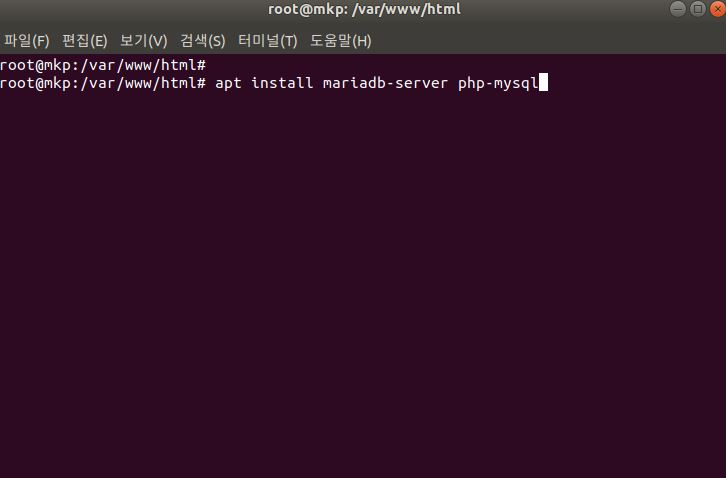 root@mkp: /var/www/html
파일(F) 편집(E) 보기(V) 검색(S) 터미널(T) 도움말(H)
root@mkp:/var/www/html#
root@mkp:/var/www/html# apt install mariadb-server php-mysql